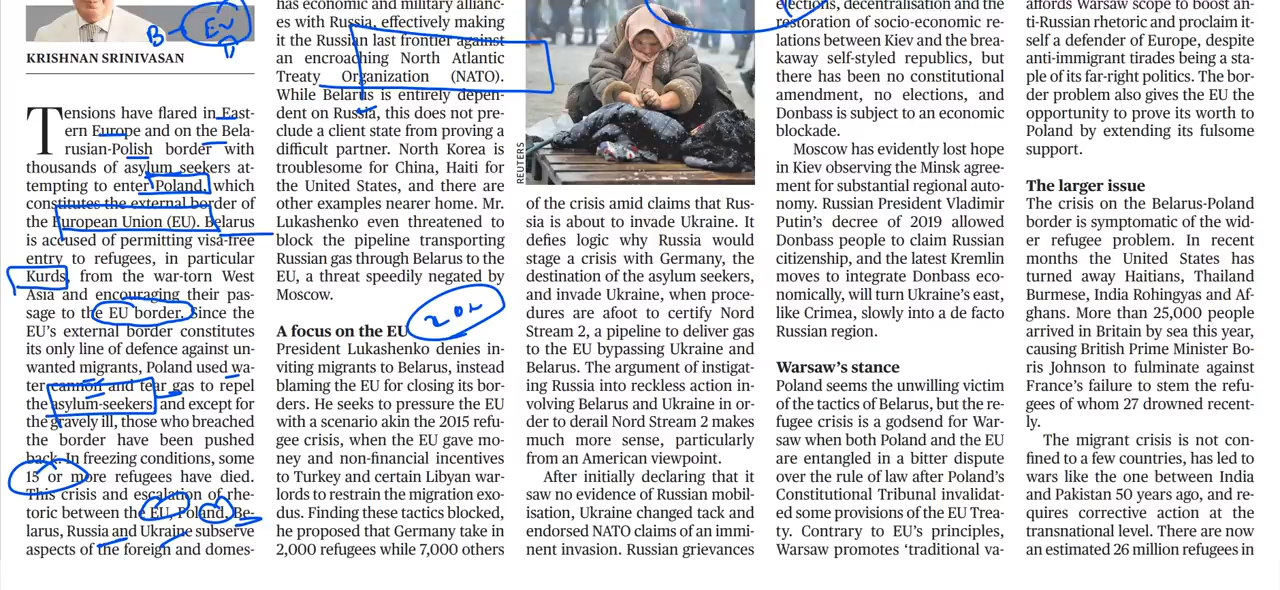 B
EU
KRISHNAN SRINIVASAN
Tensions have flared in East-
ern Europe and on the Bela-
rusian-Polish border with
thousands of asylum seekers at-
tempting to enter Poland, which
constitutes the external border of
the European Union (EU). Belarus
is accused of permitting visa-free
entry to refugees, in particular
Kurds, from the war-torn West
Asia and encouraging their pas-
sage to the EU border. Since the
EU’s external border constitutes
its only line of defence against un-
wanted migrants, Poland used wa-
ter cannon and tear gas to repel
the asylum-seekers and except for
the gravely ill, those who breached
the border have been pushed
back. In freezing conditions, some
15 or more refugees have died.
This crisis and escalation of rhe-
toric between the EU, Poland, Be-
larus, Russia and Ukraine subserve
aspects of the foreign and domes-
has economic and military allianc-
es with Russia, effectively making
it the Russian last frontier against
an encroaching North Atlantic
Treaty Organization (NATO).
While Belarus is entirely depen-
dent on Russia, this does not pre-
clude a client state from proving a
difficult partner. North Korea is
troublesome for China, Haiti for
the United States, and there are
other examples nearer home. Mr.
Lukashenko even threatened to
block the pipeline transporting
Russian gas through Belarus to the
EU, a threat speedily negated by
Moscow.
A focus on the EU
President Lukashenko denies in-
viting migrants to Belarus, instead
blaming the EU for closing its bor-
ders. He seeks to pressure the EU
with a scenario akin the 2015 refu-
gee crisis, when the EU gave mo-
ney and non-financial incentives
to Turkey and certain Libyan war-
lords to restrain the migration exo-
dus. Finding these tactics blocked,
he proposed that Germany take in
2,000 refugees while 7,000 others
REUTERS
of the crisis amid claims that Rus-
sia is about to invade Ukraine. It
defies logic why Russia would
stage a crisis with Germany, the
destination of the asylum seekers,
and invade Ukraine, when proce-
dures are afoot to certify Nord
Stream 2, a pipeline to deliver gas
to the EU bypassing Ukraine and
Belarus. The argument of instigat-
ing Russia into reckless action in-
volving Belarus and Ukraine in or-
der to derail Nord Stream 2 makes
much more sense, particularly
from an American viewpoint.
After initially declaring that it
saw no evidence of Russian mobil-
isation, Ukraine changed tack and
endorsed NATO claims of an immi-
nent invasion. Russian grievances
elections, decentralisation and the
restoration of socio-economic re-
lations between Kiev and the brea-
kaway self-styled republics, but
there has been no constitutional
amendment, no elections, and
Donbass is subject to an economic
blockade.
Moscow has evidently lost hope
in Kiev observing the Minsk agree-
ment for substantial regional auto-
nomy. Russian President Vladimir
Putin’s decree of 2019 allowed
Donbass people to claim Russian
citizenship, and the latest Kremlin
moves to integrate Donbass eco-
nomically, will turn Ukraine’s east,
like Crimea, slowly into a de facto
Russian region.
Warsaw’s stance
Poland seems the unwilling victim
of the tactics of Belarus, but the re-
fugee crisis is a godsend for War-
saw when both Poland and the EU
are entangled in a bitter dispute
over the rule of law after Poland’s
Constitutional Tribunal invalidat-
ed some provisions of the EU Trea-
ty. Contrary to EU’s principles,
Warsaw promotes ‘traditional va-
affords Warsaw scope to boost an-
ti-Russian rhetoric and proclaim it-
self a defender of Europe, despite
anti-immigrant tirades being a sta-
ple of its far-right politics. The bor-
der problem also gives the EU the
opportunity to prove its worth to
Poland by extending its fulsome
support.
The larger issue
The crisis on the Belarus-Poland
border is symptomatic of the wid-
er refugee problem. In recent
months the United States has
turned away Haitians, Thailand
Burmese, India Rohingyas and Af-
ghans. More than 25,000 people
arrived in Britain by sea this year,
causing British Prime Minister Bo-
ris Johnson to fulminate against
France’s failure to stem the refu-
gees of whom 27 drowned recent-
ly.
The migrant crisis is not con-
fined to a few countries, has led to
wars like the one between India
and Pakistan 50 years ago, and re-
quires corrective action at the
transnational level. There are now
an estimated 26 million refugees in